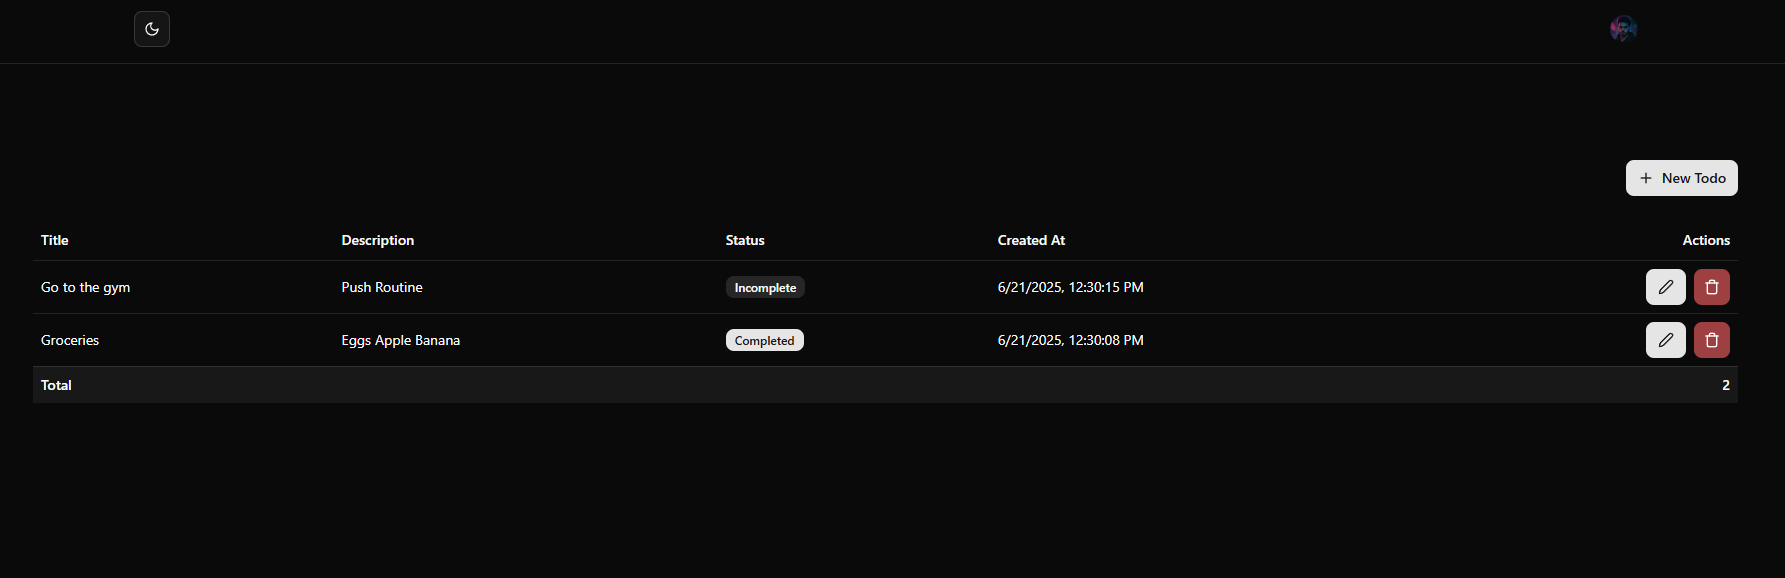 New Todo
Title Description Status Created At Actions
Go to the gym Push Routine Incomplete 6/21/2025, 12:30:15 PM
Groceries Eggs Apple Banana Completed 6/21/2025, 12:30:08 PM
Total 2